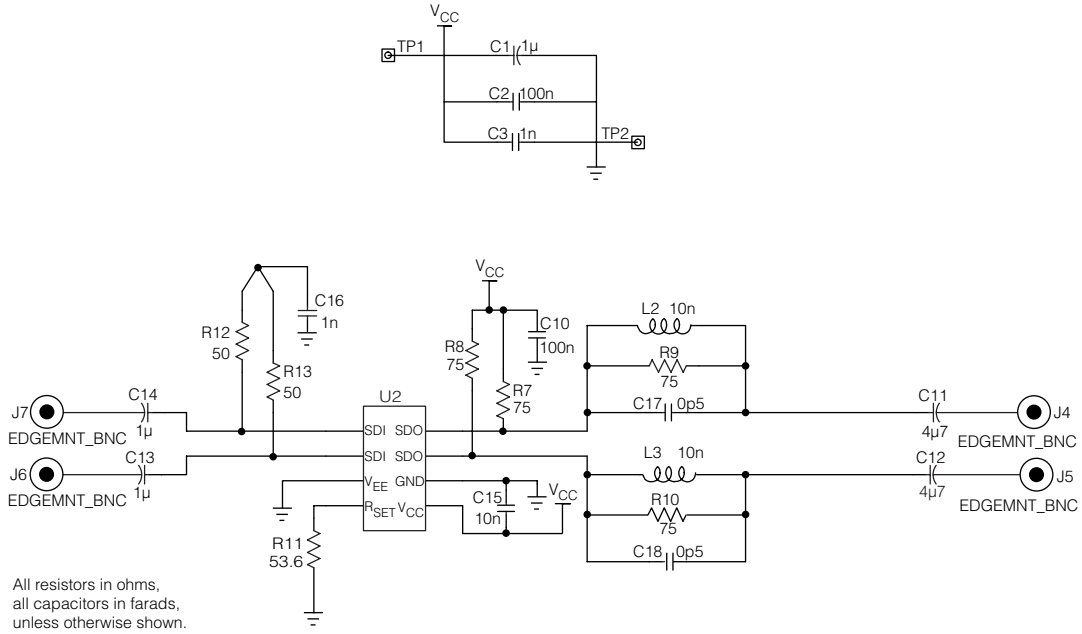 VCC
TP1
C1 1µ
C2 100n
C3 1n
TP2
VCC
C16
1n
R12
50
R13
50
R8
75
C10
100n
R7
75
L2 10n
R9
75
C17 0p5
J7
EDGEMNT_BNC
C14
1µ
U2
SDI SDO
SDI SDO
VEE GND
RSET VCC
C11
4µ7
J4
EDGEMNT_BNC
J6
EDGEMNT_BNC
C13
1µ
L3 10n
R10
75
C18 0p5
C12
4µ7
J5
EDGEMNT_BNC
C15
10n
VCC
R11
53.6
All resistors in ohms,
all capacitors in farads,
unless otherwise shown.